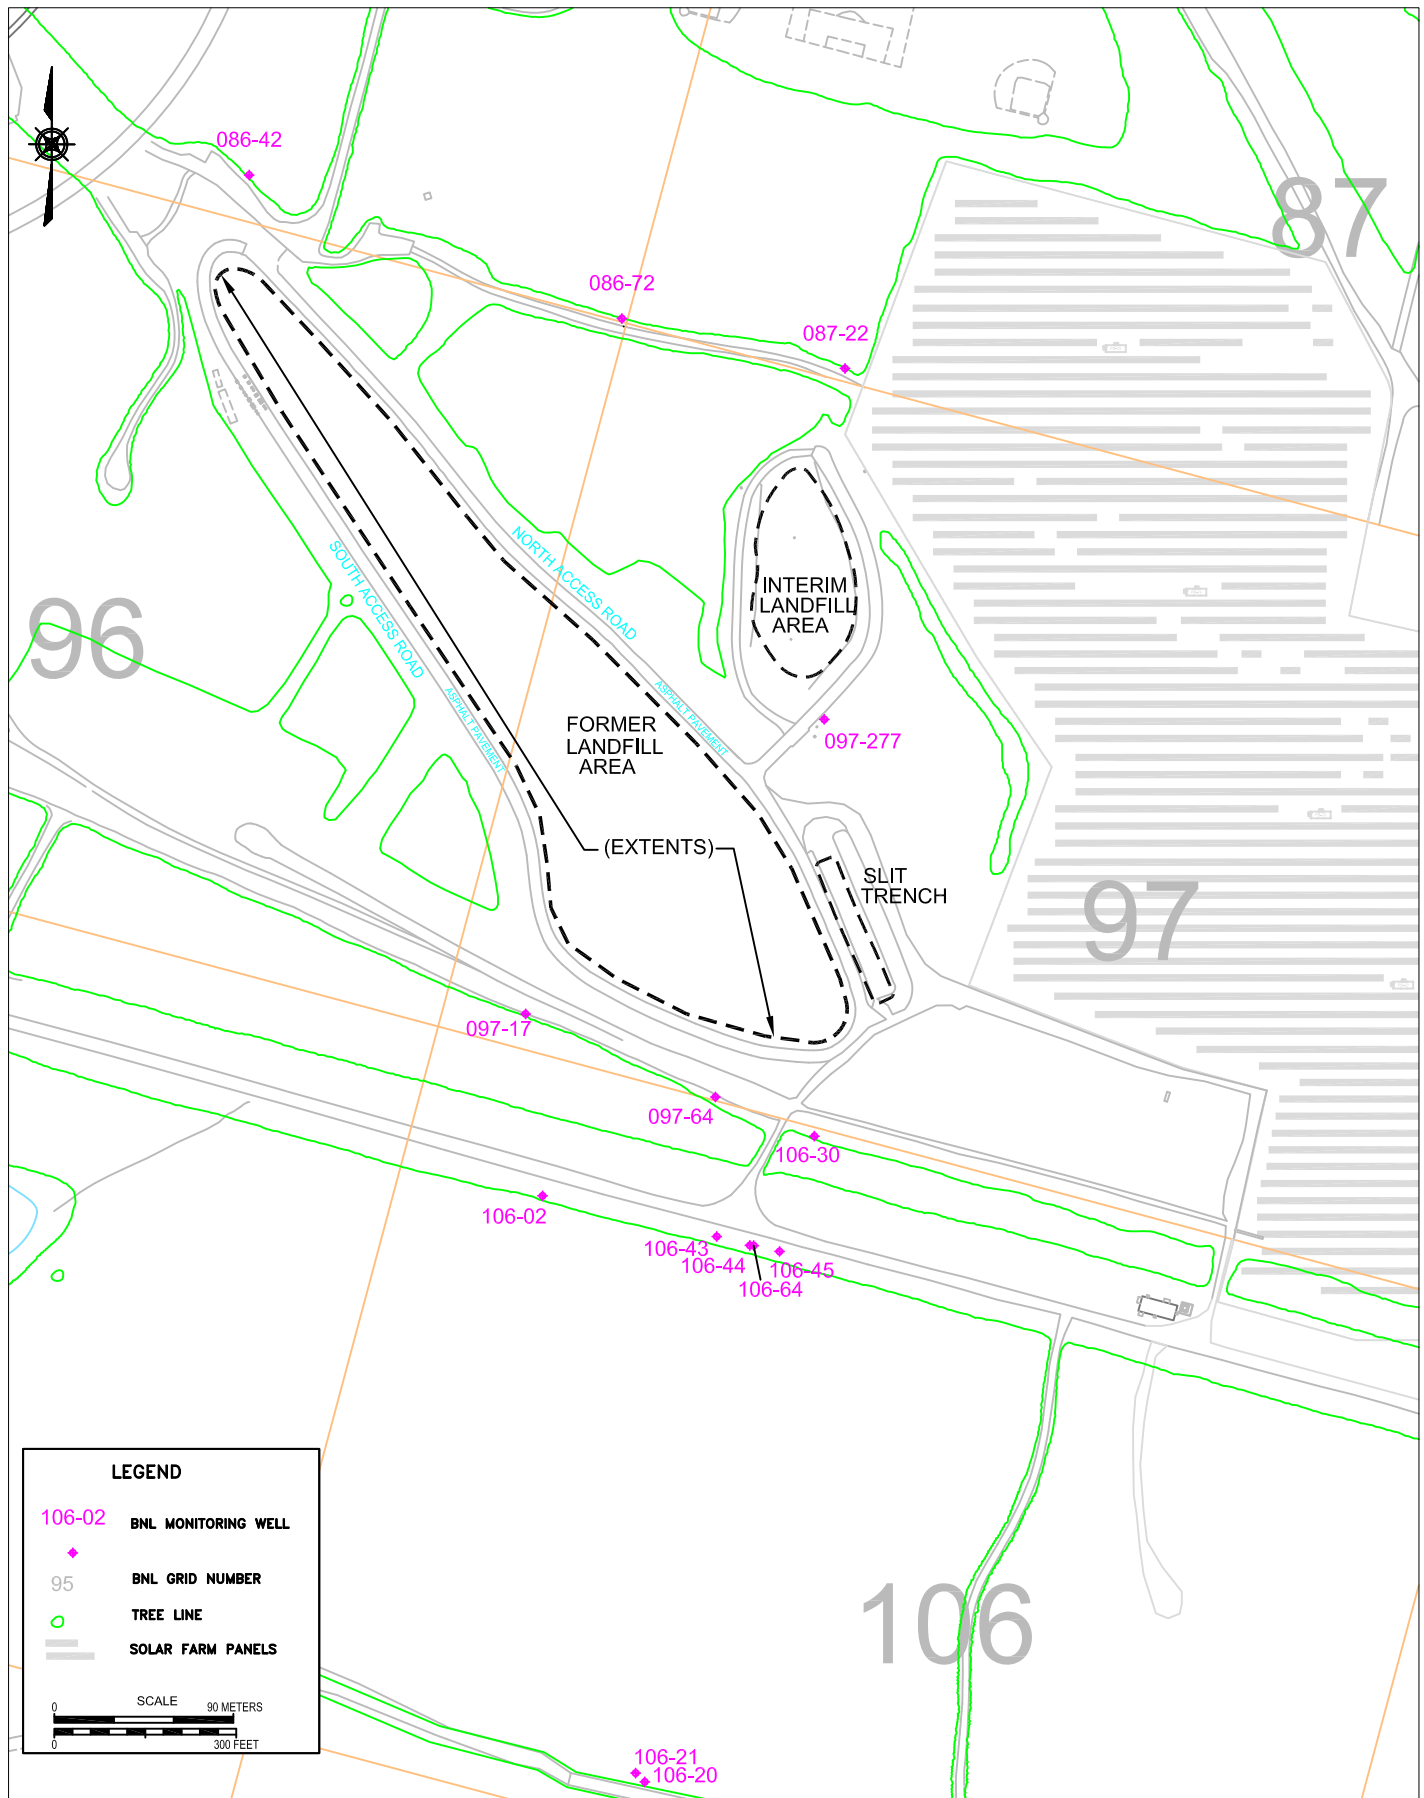 086-42
87
086-72
087-22
NORTH ACCESS ROAD
SOUTH ACCESS ROAD
INTERIM
LANDFILL
AREA
96
ASPHALT PAVEMENT
ASPHALT PAVEMENT
FORMER
LANDFILL
AREA
097-277
(EXTENTS)
SLIT
TRENCH
97
097-17
097-64
106-30
106-02
106-43
106-44
106-45
106-64
LEGEND
106-02 BNL MONITORING WELL
95 BNL GRID NUMBER
TREE LINE
SOLAR FARM PANELS
SCALE
0 90 METERS
0 300 FEET
106
106-21
106-20